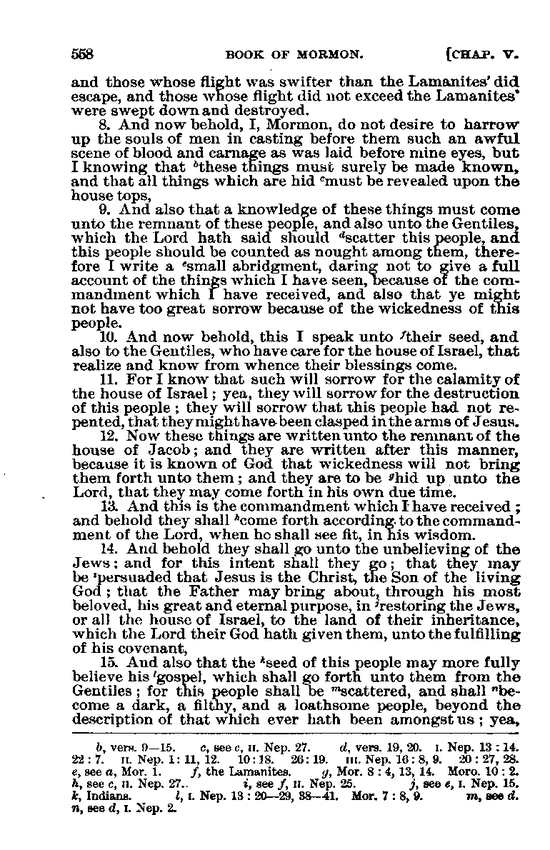 558 BOOK OF MORMON. [CHAP. V.
and those whose flight was swifter than the Lamanites' did
escape, and those whose flight did not exceed the Lamanites'
were swept down and destroyed.
8. And now behold, I, Mormon, do not desire to harrow
up the souls of men in casting before them such an awful
scene of blood and carnage as was laid before mine eyes, but
I knowing that bthese things must surely be made known,
and that all things which are hid cmust be revealed upon the
house tops,
9. And also that a knowledge of these things must come
unto the remnant of these people, and also unto the Gentiles,
which the Lord hath said should dscatter this people, and
this people should be counted as nought among them, there-
fore I write a esmall abridgment, daring not to give a full
account of the things which I have seen, because of the com-
mandment which I have received, and also that ye might
not have too great sorrow because of the wickedness of this
people.
10. And now behold, this I speak unto ftheir seed, and
also to the Gentiles, who have care for the house of Israel, that
realize and know from whence their blessings come.
11. For I know that such will sorrow for the calamity of
the house of Israel ; yea, they will sorrow for the destruction
of this people ; they will sorrow that this people had not re-
pented, that they might have been clasped in the arms of Jesus.
12. Now these things are written unto the remnant of the
house of Jacob ; and they are written after this manner,
because it is known of God that wickedness will not bring
them forth unto them ; and they are to be ghid up unto the
Lord, that they may come forth in his own due time.
13. And this is the commandment which I have received ;
and behold they shall hcome forth according to the command-
ment of the Lord, when he shall see fit, in his wisdom.
14. And behold they shall go unto the unbelieving of the
Jews ; and for this intent shall they go ; that they may
be ipersuaded that Jesus is the Christ, the Son of the living
God ; that the Father may bring about, through his most
beloved, his great and eternal purpose, in jrestoring the Jews,
or all the house of Israel, to the land of their inheritance,
which the Lord their God hath given them, unto the fulfilling
of his covenant,
15. And also that the kseed of this people may more fully
believe his lgospel, which shall go forth unto them from the
Gentiles ; for this people shall be mscattered, and shall nbe-
come a dark, a filthy, and a loathsome people, beyond the
description of that which ever hath been amongst us ; yea,
b, vers. 9—15. c, see c, II. Nep. 27. d, vers. 19, 20. I. Nep. 13 : 14.
22 : 7. II. Nep. 1 : 11, 12. 10 : 18. 26 : 19. III. Nep. 16 : 8, 9. 20 : 27, 28.
e, see a, Mor. 1. f, the Lamanites. g, Mor. 8 : 4, 13, 14. Moro. 10 : 2.
h, see c, II. Nep. 27. i, see f, II. Nep. 25. j, see e, I. Nep. 15.
k, Indians. l, I. Nep. 13 : 20—29, 38—41. Mor. 7 : 8, 9. m, see d.
n, see d, I. Nep. 2.